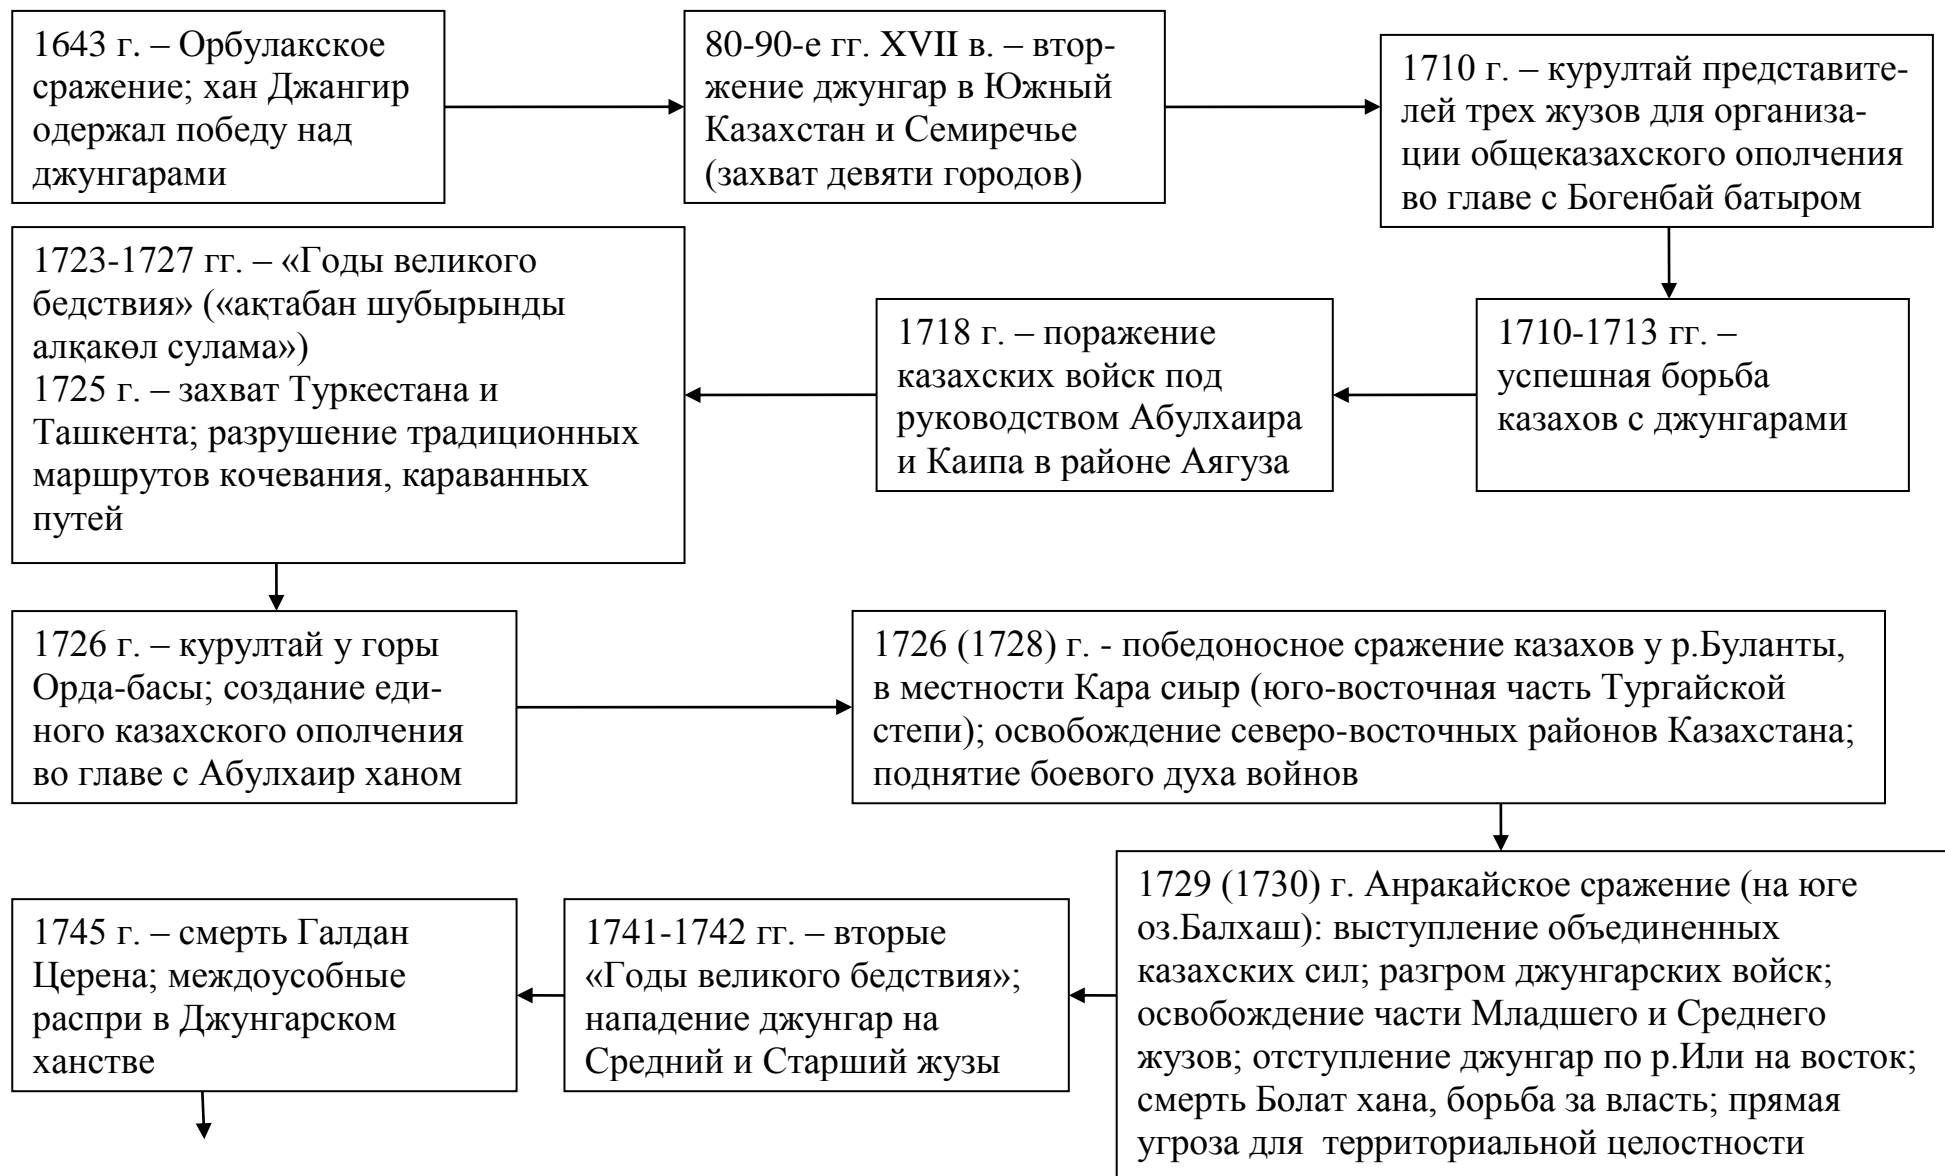 1643 г. – Орбулакское
сражение; хан Джангир
одержал победу над
джунгарами
80-90-е гг. XVII в. – втор-
жение джунгар в Южный
Казахстан и Семиречье
(захват девяти городов)
1710 г. – курултай представите-
лей трех жузов для организа-
ции общеказахского ополчения
во главе с Богенбай батыром
1710-1713 гг. –
успешная борьба
казахов с джунгарами
1718 г. – поражение
казахских войск под
руководством Абулхаира
и Каипа в районе Аягуза
1723-1727 гг. – «Годы великого
бедствия» («ақтабан шубырынды
алқакөл сулама»)
1725 г. – захват Туркестана и
Ташкента; разрушение традиционных
маршрутов кочевания, караванных
путей
1726 г. – курултай у горы
Орда-басы; создание еди-
ного казахского ополчения
во главе с Абулхаир ханом
1726 (1728) г. - победоносное сражение казахов у р.Буланты,
в местности Кара сиыр (юго-восточная часть Тургайской
степи); освобождение северо-восточных районов Казахстана;
поднятие боевого духа войнов
1729 (1730) г. Анракайское сражение (на юге
оз.Балхаш): выступление объединенных
казахских сил; разгром джунгарских войск;
освобождение части Младшего и Среднего
жузов; отступление джунгар по р.Или на восток;
смерть Болат хана, борьба за власть; прямая
угроза для территориальной целостности
1741-1742 гг. – вторые
«Годы великого бедствия»;
нападение джунгар на
Средний и Старший жузы
1745 г. – смерть Галдан
Церена; междоусобные
распри в Джунгарском
ханстве